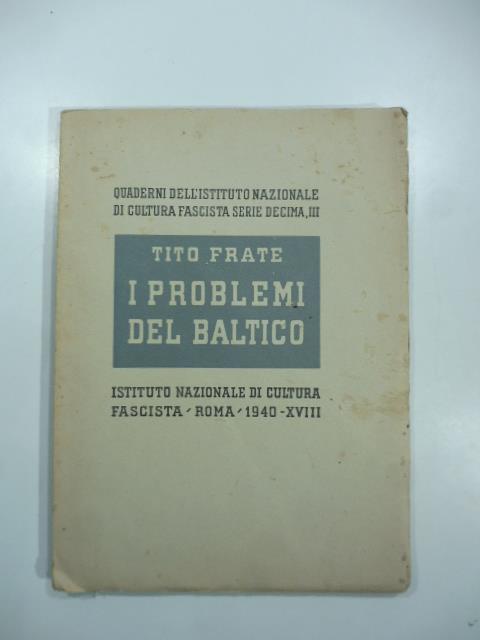 QUADERNI DELL'ISTITUTO NAZIONALE
DI CULTURA FASCISTA SERIE DECIMA, III
TITO FRATE
I PROBLEMI
DEL BALTICO
ISTITUTO NAZIONALE DI CULTURA
FASCISTA - ROMA - 1940-XVIII